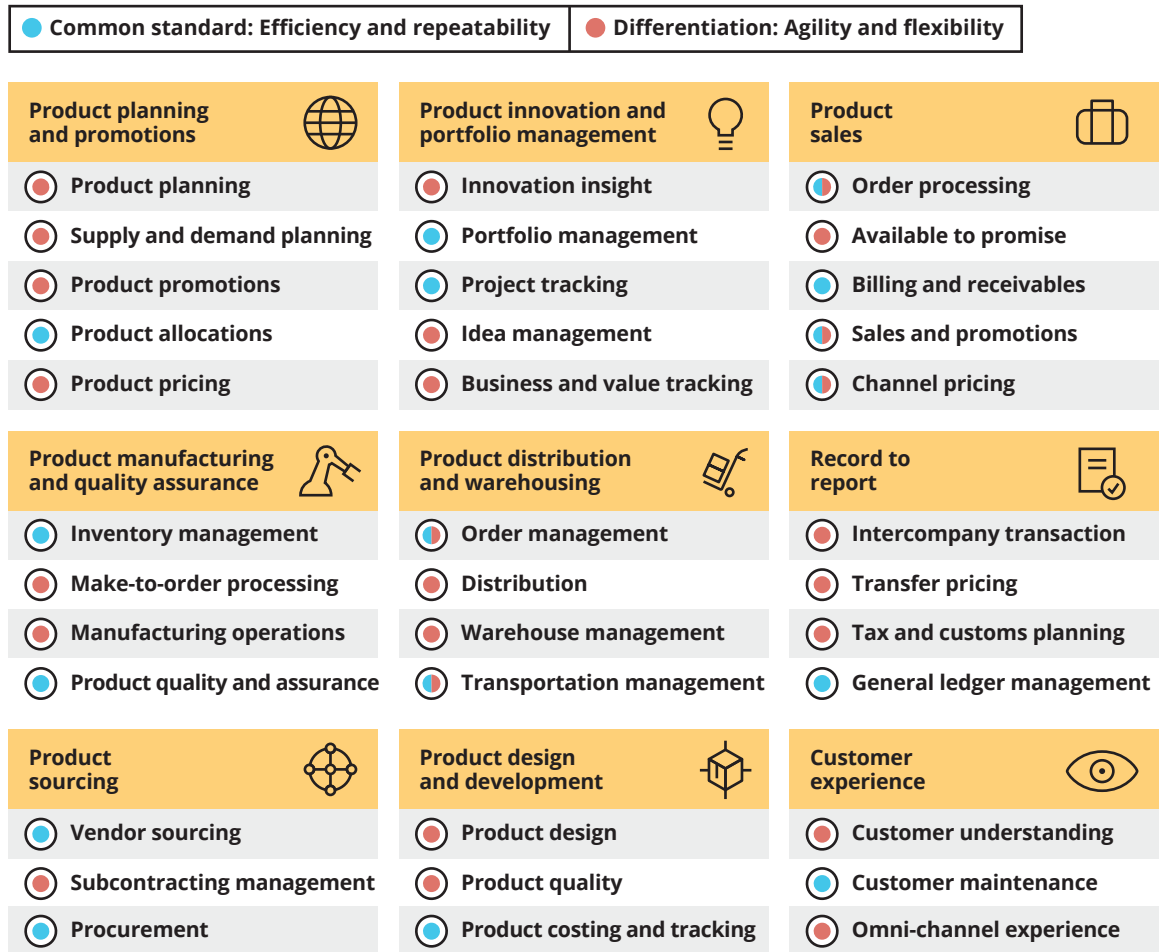 Common standard: Efficiency and repeatability
Differentiation: Agility and flexibility
Product planning
and promotions
Product planning
Supply and demand planning
Product promotions
Product allocations
Product pricing
Product innovation and
portfolio management
Innovation insight
Portfolio management
Project tracking
Idea management
Business and value tracking
Product
sales
Order processing
Available to promise
Billing and receivables
Sales and promotions
Channel pricing
Product manufacturing
and quality assurance
Inventory management
Make-to-order processing
Manufacturing operations
Product quality and assurance
Product distribution
and warehousing
Order management
Distribution
Warehouse management
Transportation management
Record to
report
Intercompany transaction
Transfer pricing
Tax and customs planning
General ledger management
Product
sourcing
Vendor sourcing
Subcontracting management
Procurement
Product design
and development
Product design
Product quality
Product costing and tracking
Customer
experience
Customer understanding
Customer maintenance
Omni-channel experience